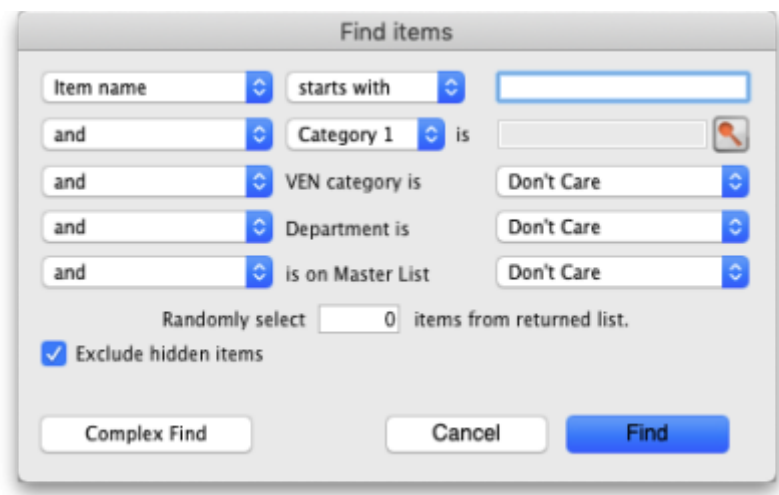 Find items
Item name starts with
and Category 1 is
and VEN category is Don't Care
and Department is Don't Care
and is on Master List Don't Care
Randomly select 0 items from returned list.
Exclude hidden items
Complex Find Cancel Find